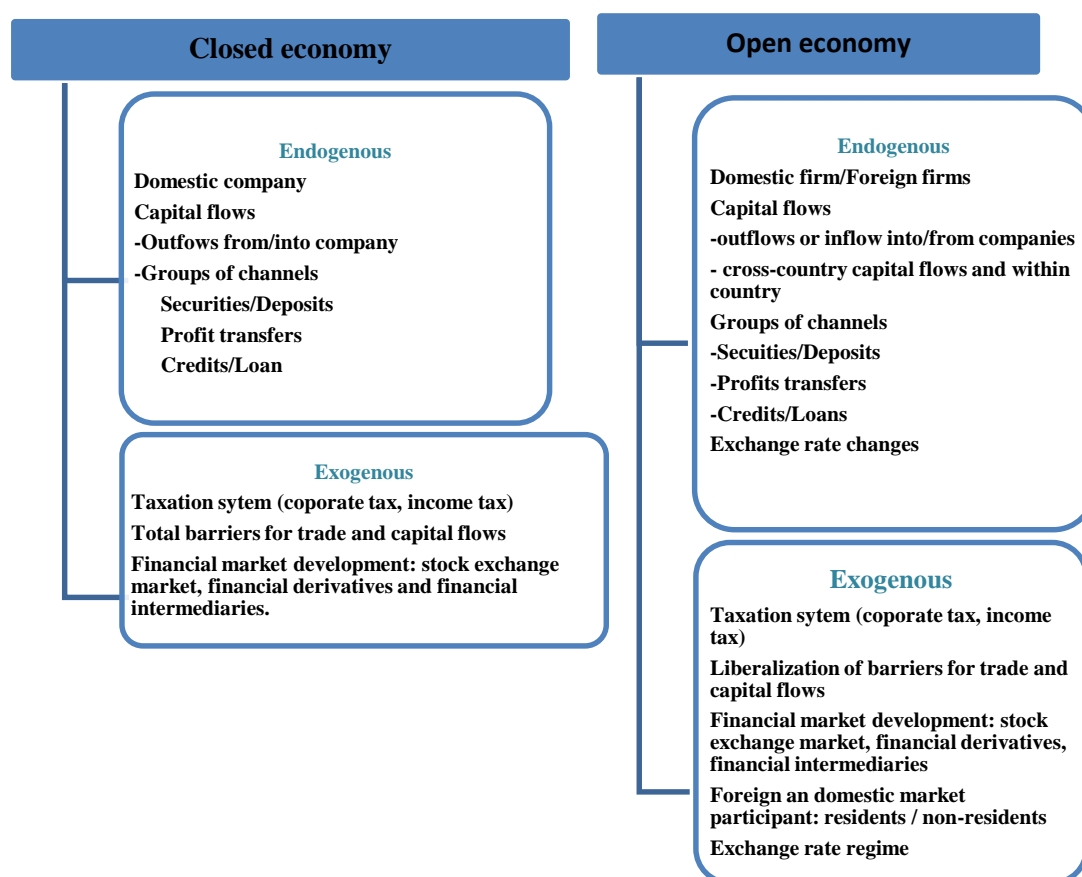 Closed economy
Endogenous
Domestic company
Capital flows
-Outfows from/into company
-Groups of channels
Securities/Deposits
Profit transfers
Credits/Loan
Exogenous
Taxation sytem (coporate tax, income tax)
Total barriers for trade and capital flows
Financial market development: stock exchange
market, financial derivatives and financial
intermediaries.
Open economy
Endogenous
Domestic firm/Foreign firms
Capital flows
-outflows or inflow into/from companies
- cross-country capital flows and within
country
Groups of channels
-Secuities/Deposits
-Profits transfers
-Credits/Loans
Exchange rate changes
Exogenous
Taxation sytem (coporate tax, income
tax)
Liberalization of barriers for trade and
capital flows
Financial market development: stock
exchange market, financial derivatives,
financial intermediaries
Foreign an domestic market
participant: residents / non-residents
Exchange rate regime